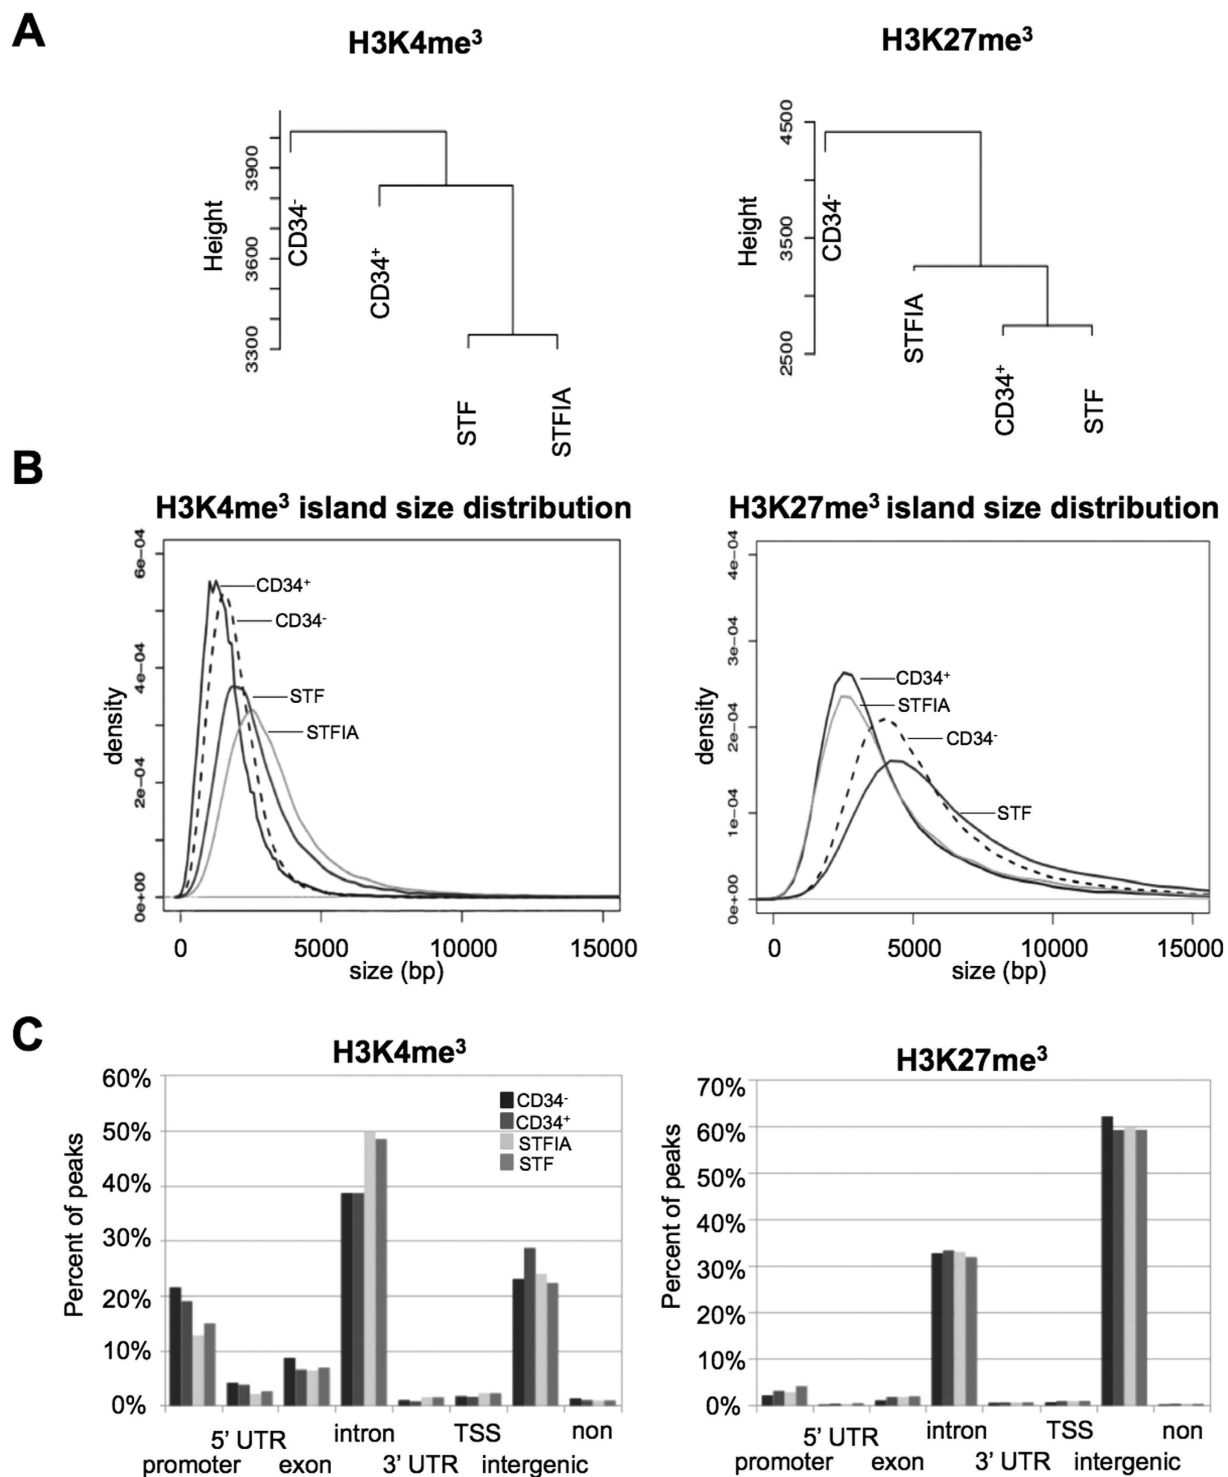 A
H3K4me³
H3K27me³
Height
3900
3600
3300
CD34⁻
CD34⁺
STF
STFIA
Height
4500
3500
2500
CD34⁻
STFIA
CD34⁺
STF
B
H3K4me³ island size distribution
H3K27me³ island size distribution
density
6e−04
4e−04
2e−04
0e+00
CD34⁺
CD34⁻
STF
STFIA
0 5000 10000 15000
size (bp)
density
4e−04
3e−04
2e−04
1e−04
0e+00
CD34⁺
STFIA
CD34⁻
STF
0 5000 10000 15000
size (bp)
C
H3K4me³
H3K27me³
Percent of peaks
60%
50%
40%
30%
20%
10%
0%
CD34⁻
CD34⁺
STFIA
STF
5' UTR intron TSS non
promoter exon 3' UTR intergenic
Percent of peaks
70%
60%
50%
40%
30%
20%
10%
0%
5' UTR intron TSS non
promoter exon 3' UTR intergenic